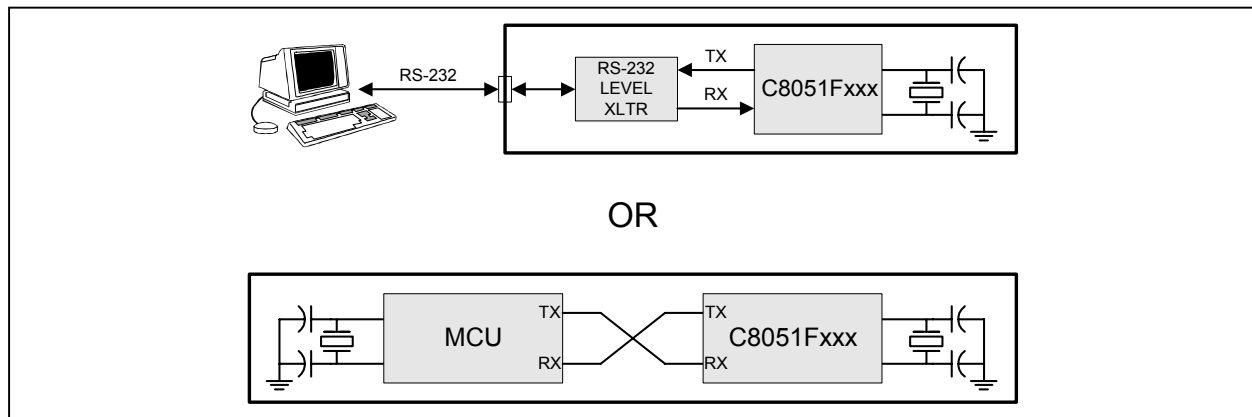 RS-232
RS-232
LEVEL
XLTR
TX
RX
C8051Fxxx
OR
MCU
TX
RX
TX
RX
C8051Fxxx